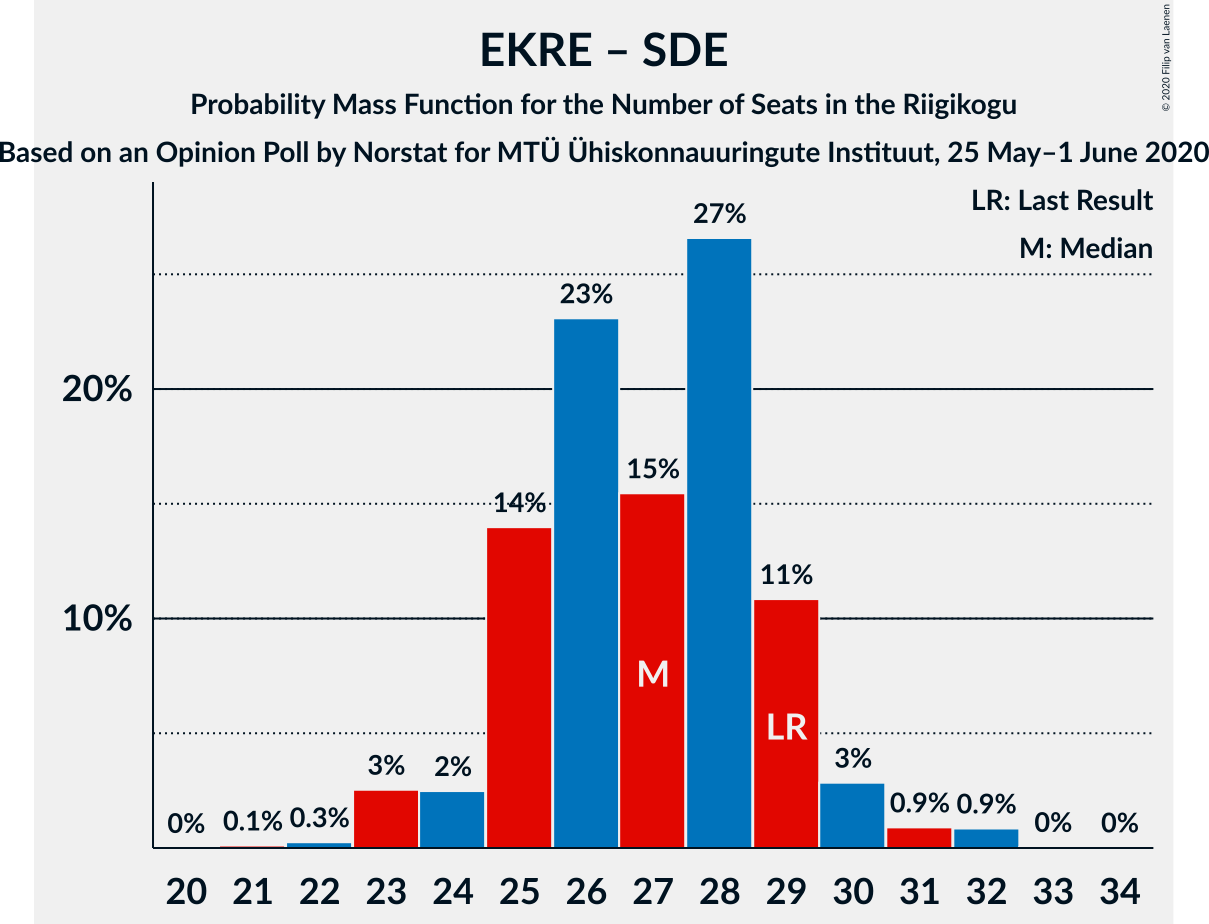 EKRE – SDE
Probability Mass Function for the Number of Seats in the Riigikogu
Based on an Opinion Poll by Norstat for MTÜ Ühiskonnauuringute Instituut, 25 May–1 June 2020
© 2020 Filip van Laenen
LR: Last Result
M: Median
20%
10%
0% 0.1% 0.3% 3% 2% 14% 23% 15% 27% 11% 3% 0.9% 0.9% 0% 0%
M
LR
20 21 22 23 24 25 26 27 28 29 30 31 32 33 34